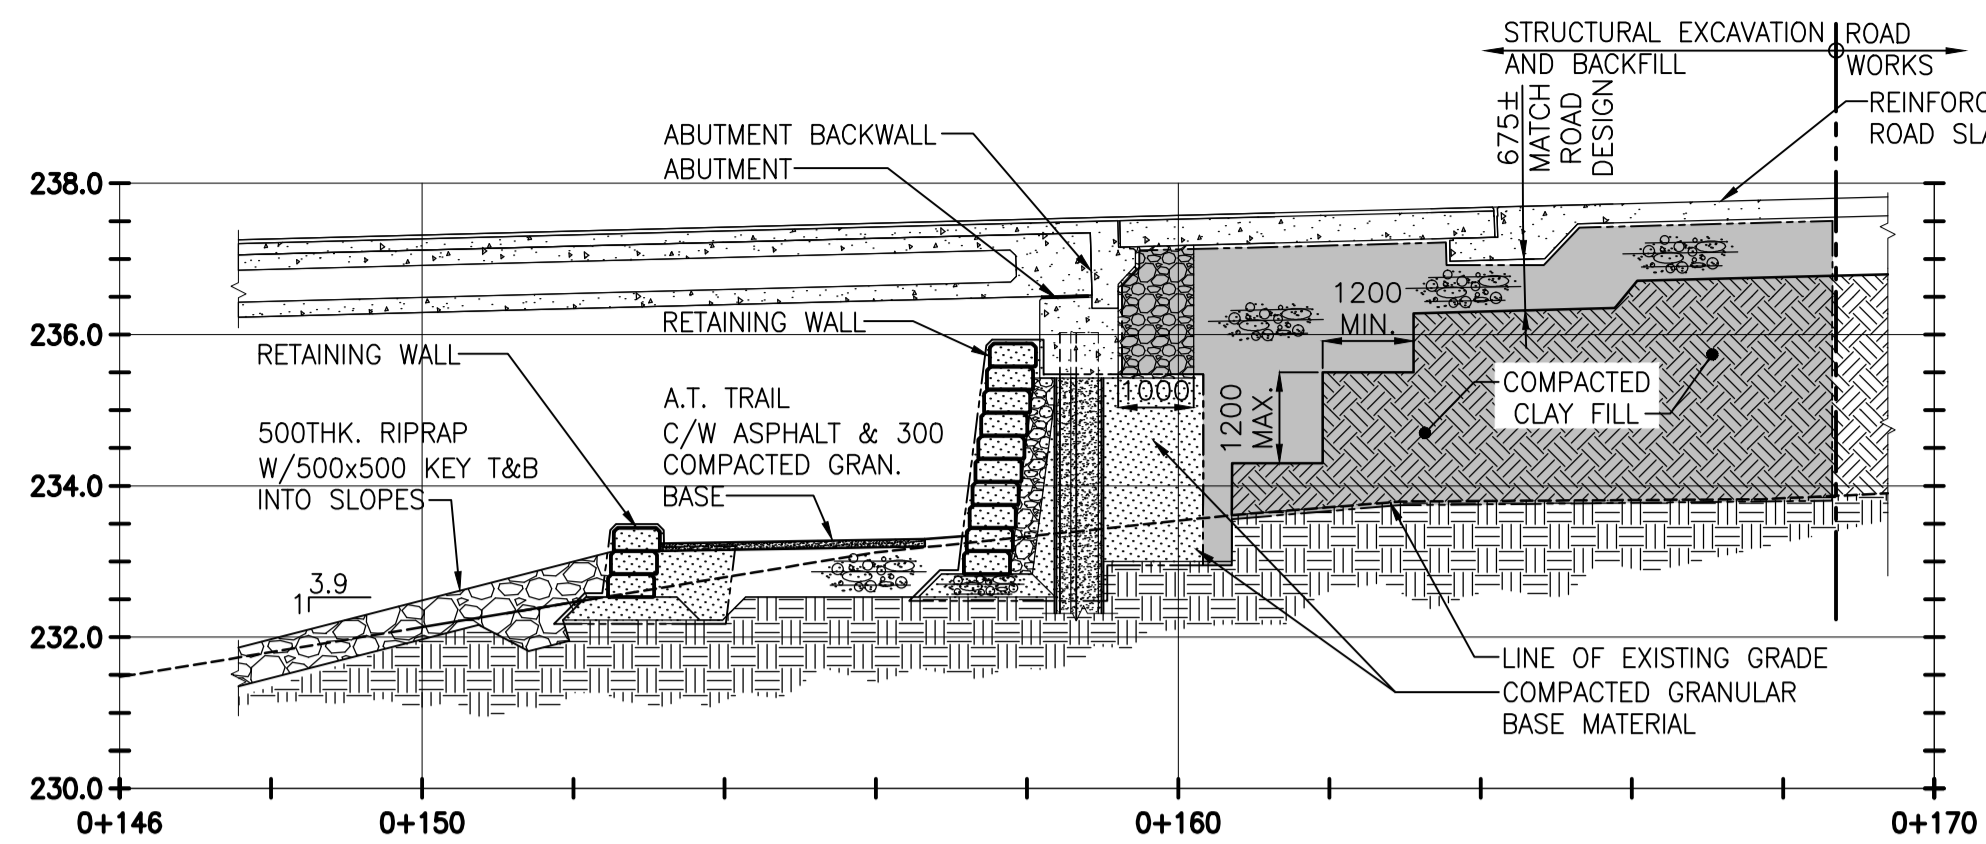 STRUCTURAL EXCAVATION
AND BACKFILL
ROAD
WORKS
675±
MATCH
ROAD
DESIGN
REINFORC
ROAD SLA
ABUTMENT BACKWALL
ABUTMENT
238.0
1200
MIN.
RETAINING WALL
236.0
RETAINING WALL
1000
1200
MAX.
COMPACTED
CLAY FILL
A.T. TRAIL
C/W ASPHALT & 300
COMPACTED GRAN.
BASE
500THK. RIPRAP
W/500x500 KEY T&B
INTO SLOPES
234.0
3.9
1
232.0
LINE OF EXISTING GRADE
COMPACTED GRANULAR
BASE MATERIAL
230.0
0+146
0+150
0+160
0+170